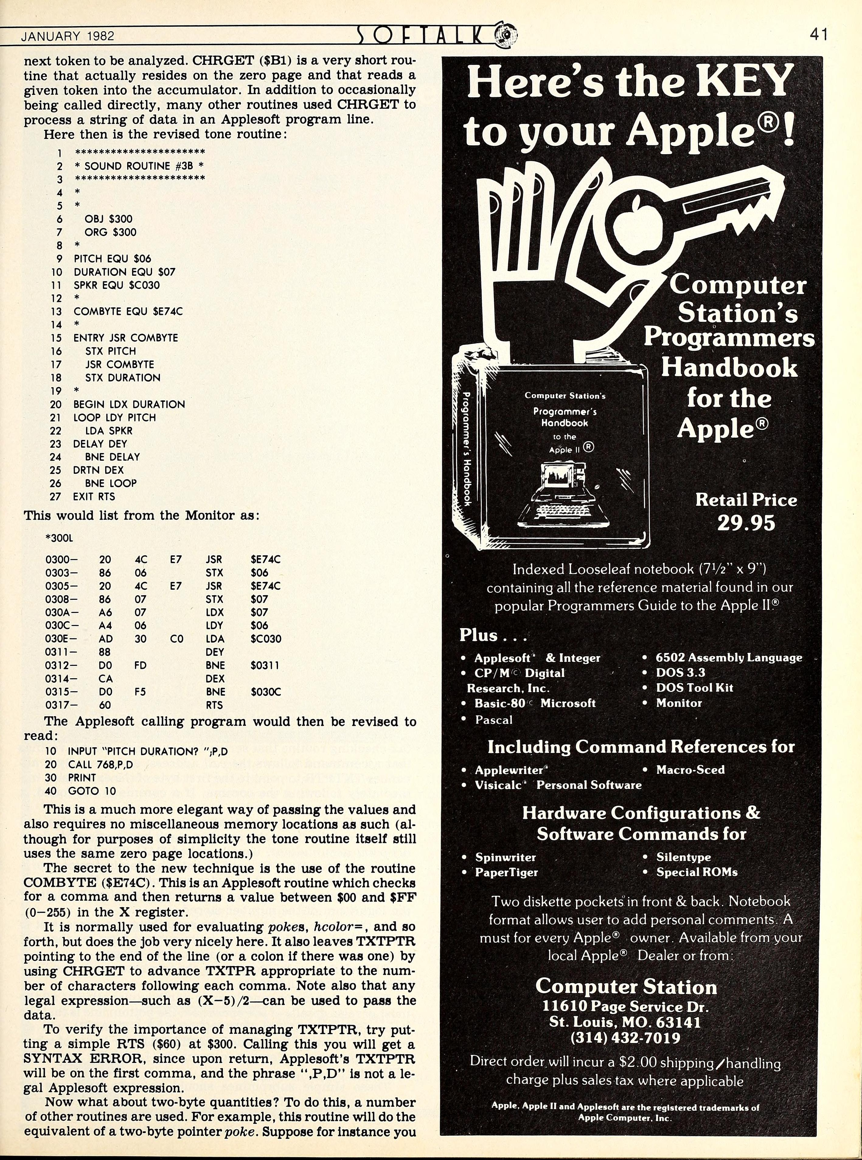 JANUARY 1982
SOFTALK
41
next token to be analyzed. CHRGET ($B1) is a very short rou-
tine that actually resides on the zero page and that reads a
given token into the accumulator. In addition to occasionally
being called directly, many other routines used CHRGET to
process a string of data in an Applesoft program line.
Here then is the revised tone routine:
1 **********************
2 * SOUND ROUTINE #3B *
3 **********************
4 *
5 *
6 OBJ $300
7 ORG $300
8 *
9 PITCH EQU $06
10 DURATION EQU $07
11 SPKR EQU $C030
12 *
13 COMBYTE EQU $E74C
14 *
15 ENTRY JSR COMBYTE
16 STX PITCH
17 JSR COMBYTE
18 STX DURATION
19 *
20 BEGIN LDX DURATION
21 LOOP LDY PITCH
22 LDA SPKR
23 DELAY DEY
24 BNE DELAY
25 DRTN DEX
26 BNE LOOP
27 EXIT RTS
This would list from the Monitor as:
*300L
0300– 20 4C E7 JSR $E74C
0303– 86 06 STX $06
0305– 20 4C E7 JSR $E74C
0308– 86 07 STX $07
030A– A6 07 LDX $07
030C– A4 06 LDY $06
030E– AD 30 C0 LDA $C030
0311– 88 DEY
0312– D0 FD BNE $0311
0314– CA DEX
0315– D0 F5 BNE $030C
0317– 60 RTS
The Applesoft calling program would then be revised to
read:
10 INPUT "PITCH DURATION? ";P,D
20 CALL 768,P,D
30 PRINT
40 GOTO 10
This is a much more elegant way of passing the values and
also requires no miscellaneous memory locations as such (al-
though for purposes of simplicity the tone routine itself still
uses the same zero page locations.)
The secret to the new technique is the use of the routine
COMBYTE ($E74C). This is an Applesoft routine which checks
for a comma and then returns a value between $00 and $FF
(0–255) in the X register.
It is normally used for evaluating pokes, hcolor=, and so
forth, but does the job very nicely here. It also leaves TXTPTR
pointing to the end of the line (or a colon if there was one) by
using CHRGET to advance TXTPR appropriate to the num-
ber of characters following each comma. Note also that any
legal expression—such as (X–5)/2—can be used to pass the
data.
To verify the importance of managing TXTPTR, try put-
ting a simple RTS ($60) at $300. Calling this you will get a
SYNTAX ERROR, since upon return, Applesoft's TXTPTR
will be on the first comma, and the phrase ",P,D" is not a le-
gal Applesoft expression.
Now what about two-byte quantities? To do this, a number
of other routines are used. For example, this routine will do the
equivalent of a two-byte pointer poke. Suppose for instance you
Here's the KEY
to your Apple®!
Computer
Station's
Programmers
Handbook
for the
Apple®
Programmer's Handbook
Computer Station's
Programmer's
Handbook
to the
Apple II ®
Retail Price
29.95
Indexed Looseleaf notebook (7½" x 9")
containing all the reference material found in our
popular Programmers Guide to the Apple II®
Plus . . .
• Applesoft & Integer
• CP/M Digital
Research, Inc.
• Basic-80 Microsoft
• Pascal
• 6502 Assembly Language
• DOS 3.3
• DOS Tool Kit
• Monitor
Including Command References for
• Applewriter
• Visicalc Personal Software
• Macro-Sced
Hardware Configurations &
Software Commands for
• Spinwriter
• PaperTiger
• Silentype
• Special ROMs
Two diskette pockets in front & back. Notebook
format allows user to add personal comments. A
must for every Apple® owner. Available from your
local Apple® Dealer or from:
Computer Station
11610 Page Service Dr.
St. Louis, MO. 63141
(314) 432-7019
Direct order will incur a $2.00 shipping/handling
charge plus sales tax where applicable
Apple, Apple II and Applesoft are the registered trademarks of
Apple Computer, Inc.